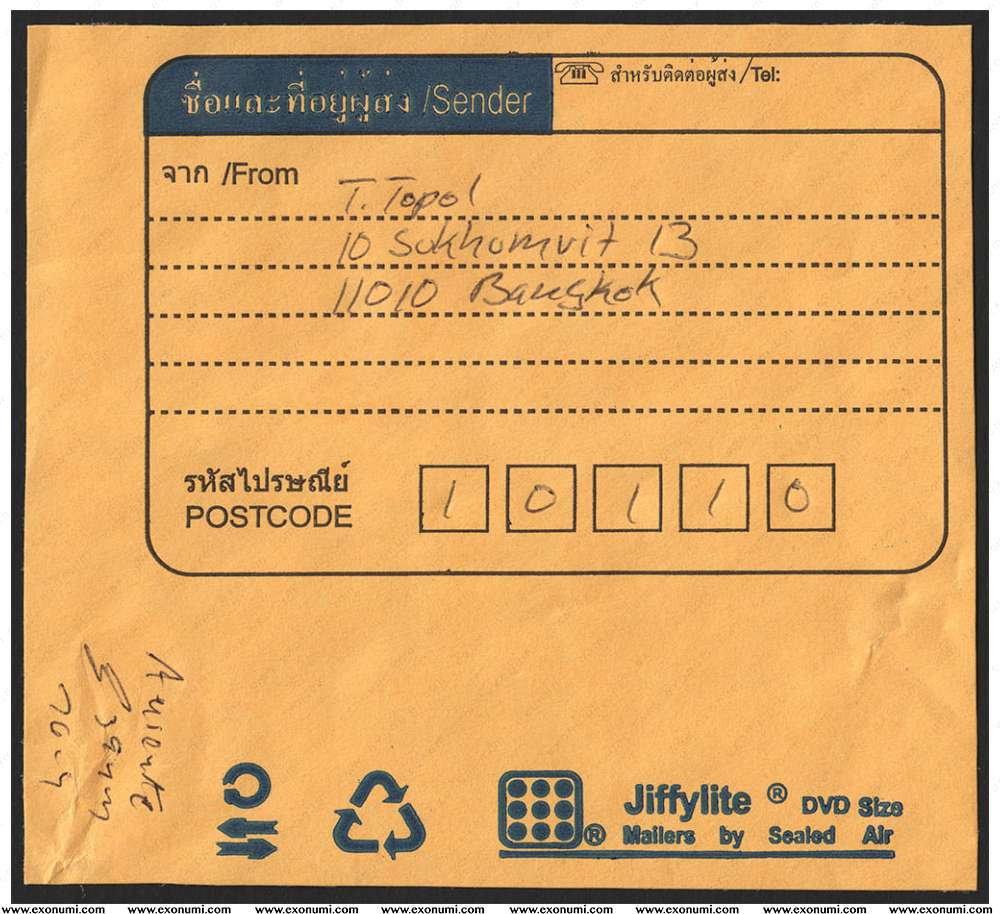 ชื่อและที่อยู่ผู้ส่ง /Sender
สำหรับติดต่อผู้ส่ง /Tel:
จาก /From
T. Topol
10 Sukhomvit 13
11010 Bangkok
รหัสไปรษณีย์
POSTCODE
1 0 1 1 0
Jiffylite ® DVD Size
® Mailers by Sealed Air
www.exonumi.com www.exonumi.com www.exonumi.com www.exonumi.com www.exonumi.com www.exonumi.com www.exonumi.com www.exonumi.com